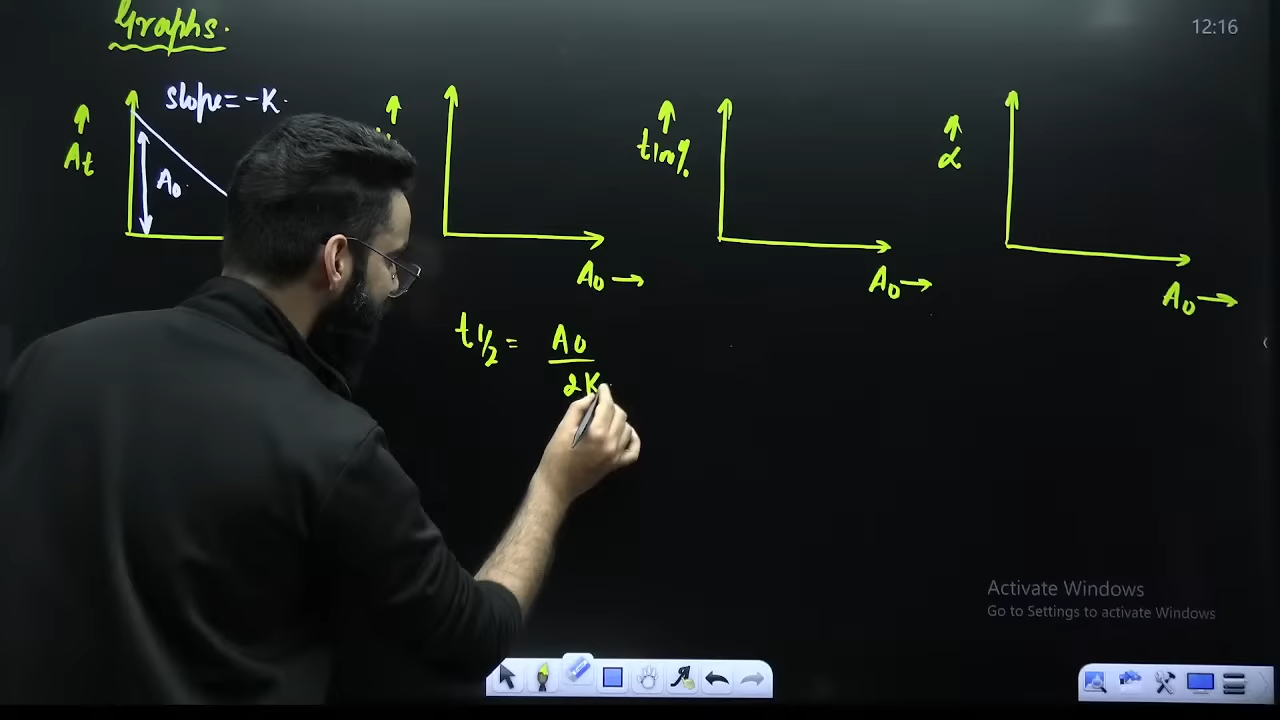 Graphs.
12:16
slope = -K.
At
A0
t100%
α
A0 →
A0 →
A0 →
t1/2 = A0
2K
Activate Windows
Go to Settings to activate Windows